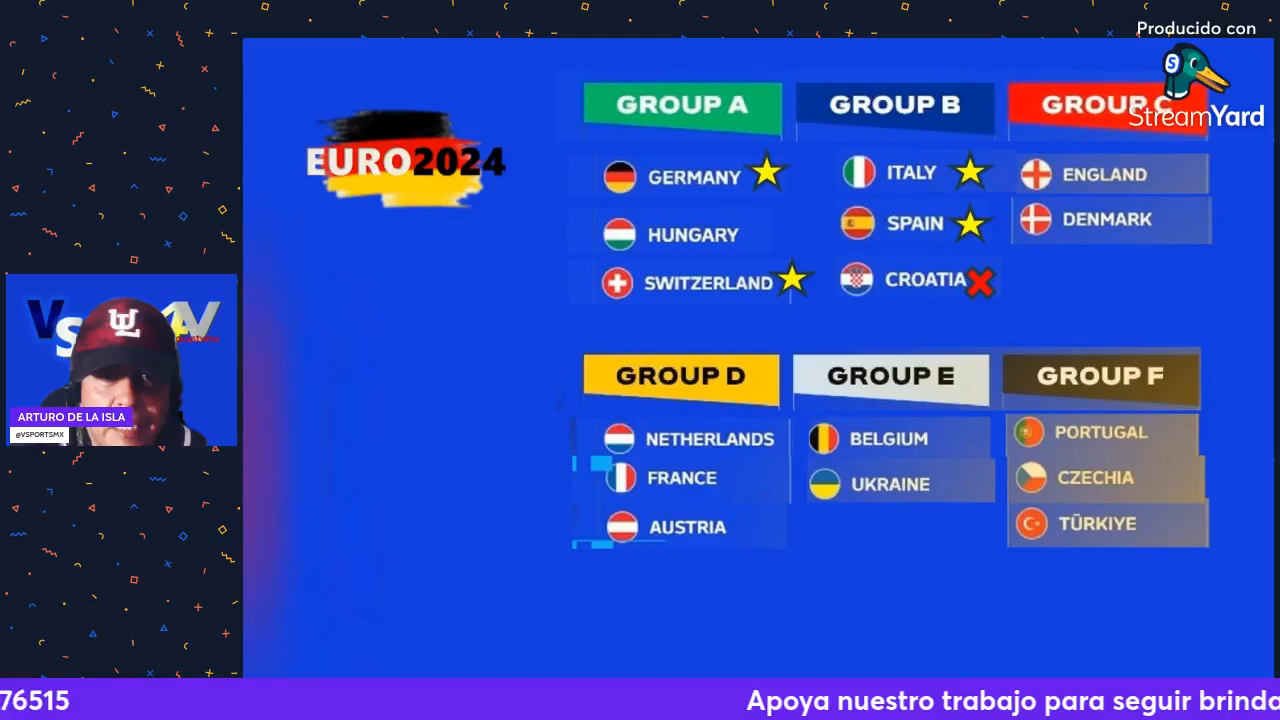 Producido con
StreamYard
GROUP A
GERMANY
HUNGARY
SWITZERLAND
GROUP B
ITALY
SPAIN
CROATIA
GROUP C
ENGLAND
DENMARK
EURO2024
GROUP D
NETHERLANDS
FRANCE
AUSTRIA
GROUP E
BELGIUM
UKRAINE
GROUP F
PORTUGAL
CZECHIA
TÜRKIYE
ARTURO DE LA ISLA
@VSPORTSMX
76515
Apoya nuestro trabajo para seguir brinda